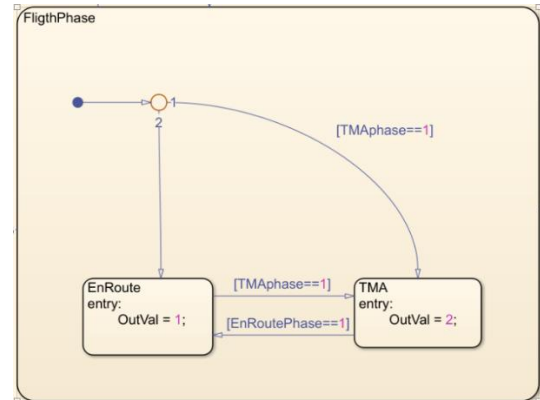 FligthPhase
1
2
[TMAphase==1]
EnRoute
entry:
OutVal = 1;
[TMAphase==1]
[EnRoutePhase==1]
TMA
entry:
OutVal = 2;